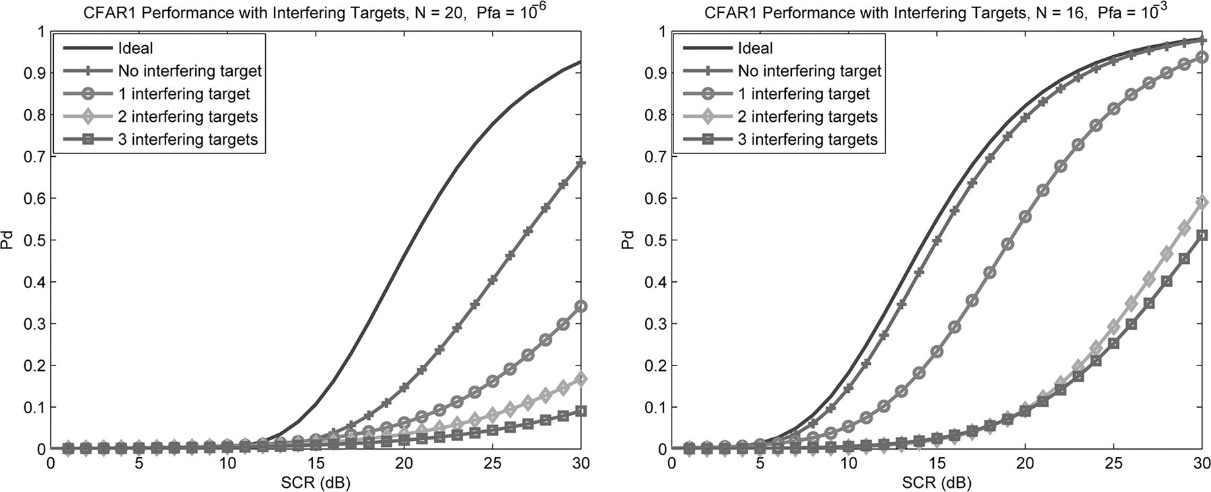 CFAR1 Performance with Interfering Targets, N = 20, Pfa = 10^-6
1
0.9
0.8
0.7
0.6
0.5
0.4
0.3
0.2
0.1
0
Pd
Ideal
No interfering target
1 interfering target
2 interfering targets
3 interfering targets
0 5 10 15 20 25 30
SCR (dB)
CFAR1 Performance with Interfering Targets, N = 16, Pfa = 10^-3
1
0.9
0.8
0.7
0.6
0.5
0.4
0.3
0.2
0.1
0
Pd
Ideal
No interfering target
1 interfering target
2 interfering targets
3 interfering targets
0 5 10 15 20 25 30
SCR (dB)